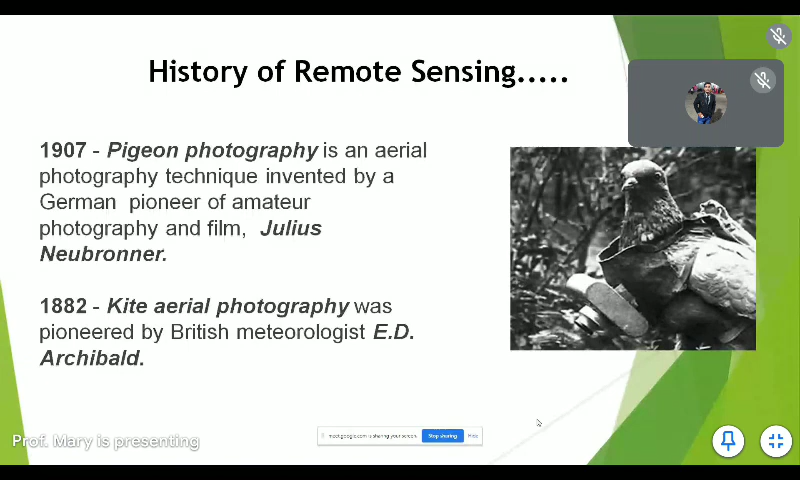 History of Remote Sensing.....
1907 - Pigeon photography is an aerial
photography technique invented by a
German pioneer of amateur
photography and film, Julius
Neubronner.
1882 - Kite aerial photography was
pioneered by British meteorologist E.D.
Archibald.
Prof. Mary is presenting
meet.google.com is sharing your screen.
Stop sharing
Hide